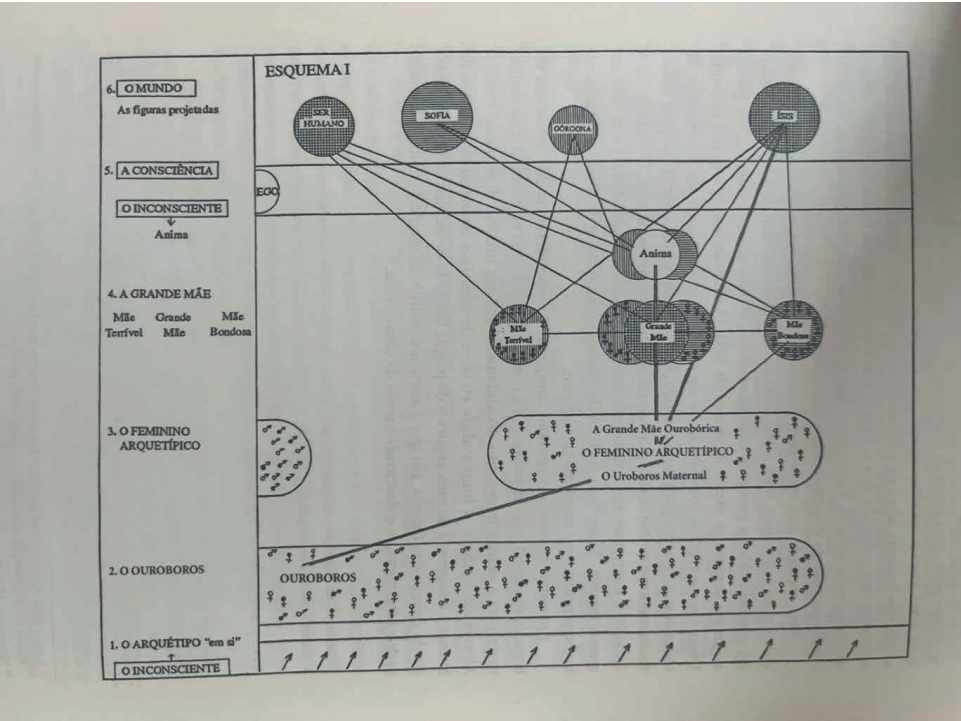 ESQUEMA I
6. O MUNDO
As figuras projetadas
SER
HUMANO
SOFIA
GÓRGONA
ÍSIS
5. A CONSCIÊNCIA
EGO
O INCONSCIENTE
Anima
Anima
4. A GRANDE MÃE
Mãe Grande Mãe
Terrível Mãe Bondosa
Mãe
Terrível
Grande
Mãe
Mãe
Bondosa
3. O FEMININO
ARQUETÍPICO
A Grande Mãe Ourobórica
O FEMININO ARQUETÍPICO
O Uroboros Maternal
2. O OUROBOROS
OUROBOROS
1. O ARQUÉTIPO "em si"
O INCONSCIENTE